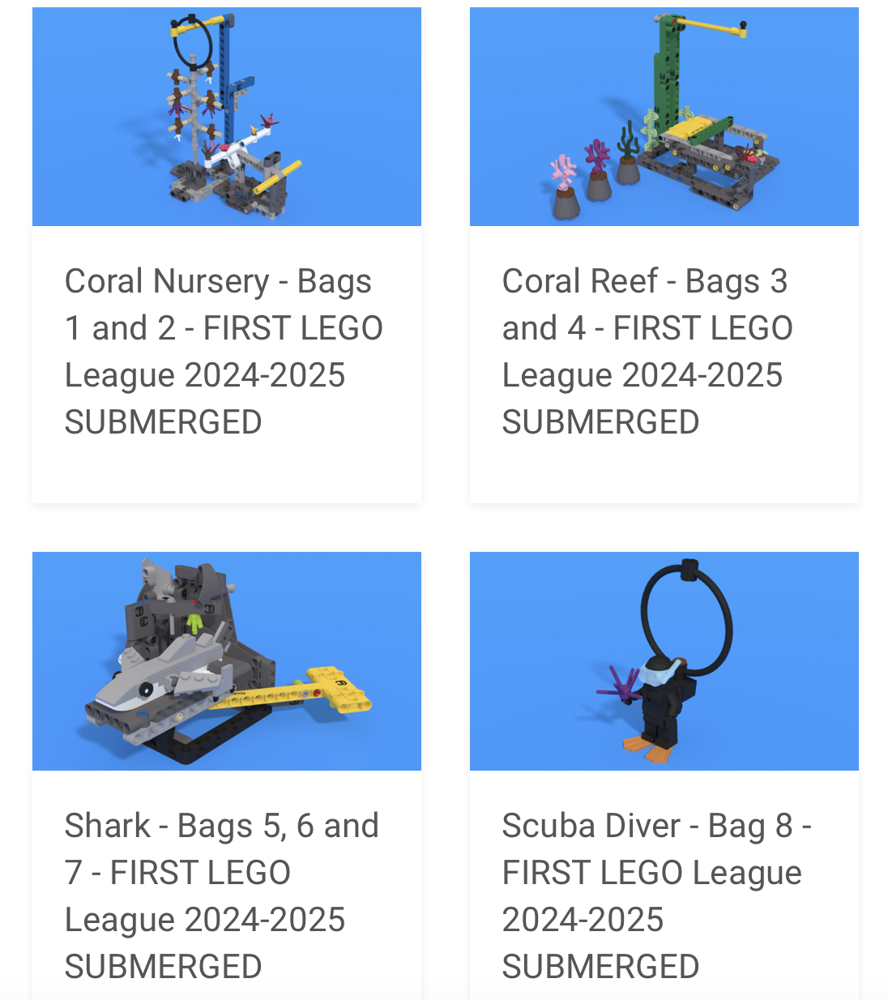 Coral Nursery - Bags
1 and 2 - FIRST LEGO
League 2024-2025
SUBMERGED
Coral Reef - Bags 3
and 4 - FIRST LEGO
League 2024-2025
SUBMERGED
Shark - Bags 5, 6 and
7 - FIRST LEGO
League 2024-2025
SUBMERGED
Scuba Diver - Bag 8 -
FIRST LEGO League
2024-2025
SUBMERGED